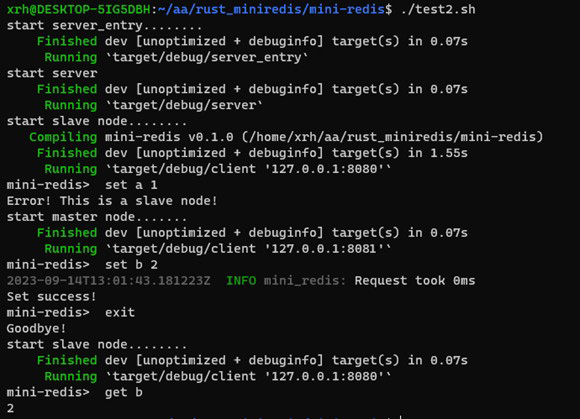 xrh@DESKTOP-5IG5DBH:~/aa/rust_miniredis/mini-redis$ ./test2.sh
start server_entry........
Finished dev [unoptimized + debuginfo] target(s) in 0.07s
Running `target/debug/server_entry`
start server
Finished dev [unoptimized + debuginfo] target(s) in 0.07s
Running `target/debug/server`
start slave node........
Compiling mini-redis v0.1.0 (/home/xrh/aa/rust_miniredis/mini-redis)
Finished dev [unoptimized + debuginfo] target(s) in 1.55s
Running `target/debug/client '127.0.0.1:8080'`
mini-redis>  set a 1
Error! This is a slave node!
start master node.......
Finished dev [unoptimized + debuginfo] target(s) in 0.07s
Running `target/debug/client '127.0.0.1:8081'`
mini-redis>  set b 2
2023-09-14T13:01:43.181223Z  INFO mini_redis: Request took 0ms
Set success!
mini-redis>  exit
Goodbye!
start slave node........
Finished dev [unoptimized + debuginfo] target(s) in 0.07s
Running `target/debug/client '127.0.0.1:8080'`
mini-redis>  get b
2